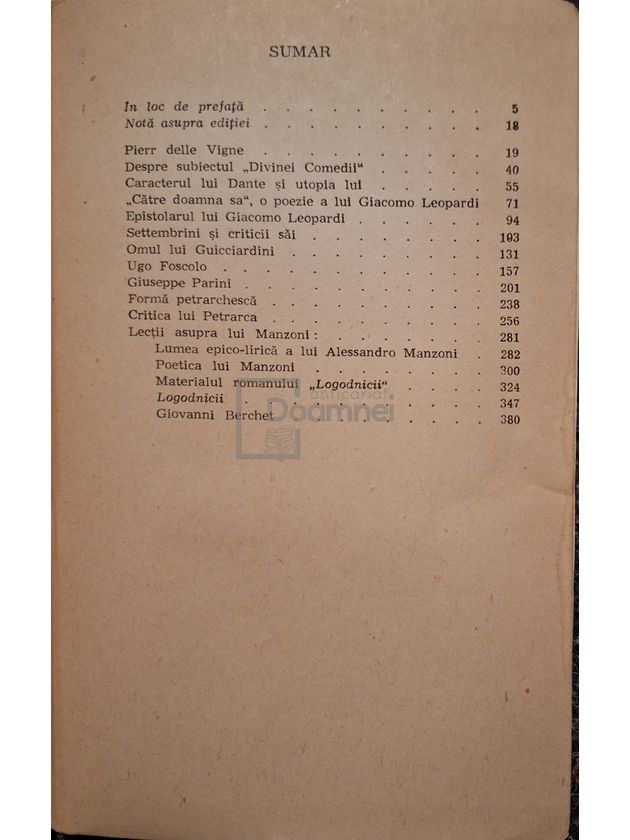 SUMAR
In loc de prefață . . . . . . . . . . 5
Notă asupra ediției . . . . . . . . . . 18
Pierr delle Vigne . . . . . . . . . . 19
Despre subiectul „Divinei Comedii“ . . . . . 40
Caracterul lui Dante și utopia lui . . . . . 55
„Către doamna sa“, o poezie a lui Giacomo Leopardi 71
Epistolarul lui Giacomo Leopardi . . . . . . 94
Settembrini și criticii săi . . . . . . . . 103
Omul lui Guicciardini . . . . . . . . . 131
Ugo Foscolo . . . . . . . . . . . . 157
Giuseppe Parini . . . . . . . . . . . 201
Formă petrarchescă . . . . . . . . . . 238
Critica lui Petrarca . . . . . . . . . . 256
Lecții asupra lui Manzoni : . . . . . . . 281
Lumea epico-lirică a lui Alessandro Manzoni . 282
Poetica lui Manzoni . . . . . . . . 300
Materialul romanului „Logodnicii“ . . . . 324
Logodnicii . . . . . . . . . . . 347
Giovanni Berchet . . . . . . . . . 380
anticariat
Doamnei